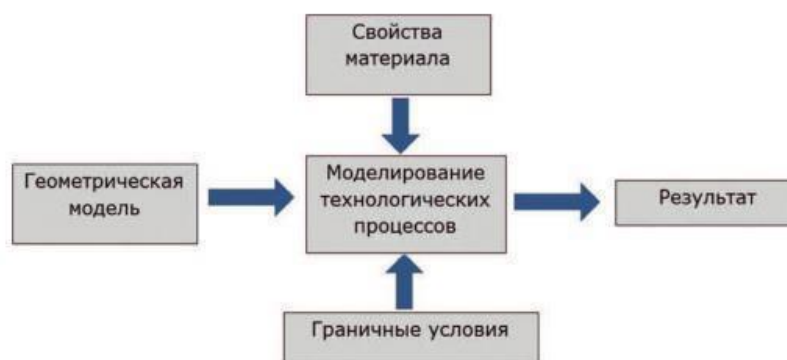 Свойства
материала
Геометрическая
модель
Моделирование
технологических
процессов
Результат
Граничные условия